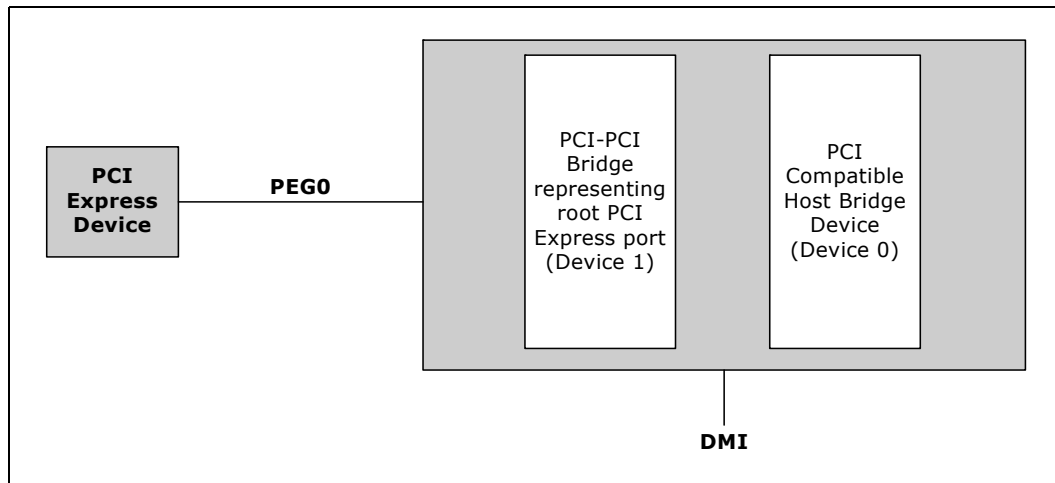 PCI
Express
Device
PEG0
PCI-PCI
Bridge
representing
root PCI
Express port
(Device 1)
PCI
Compatible
Host Bridge
Device
(Device 0)
DMI